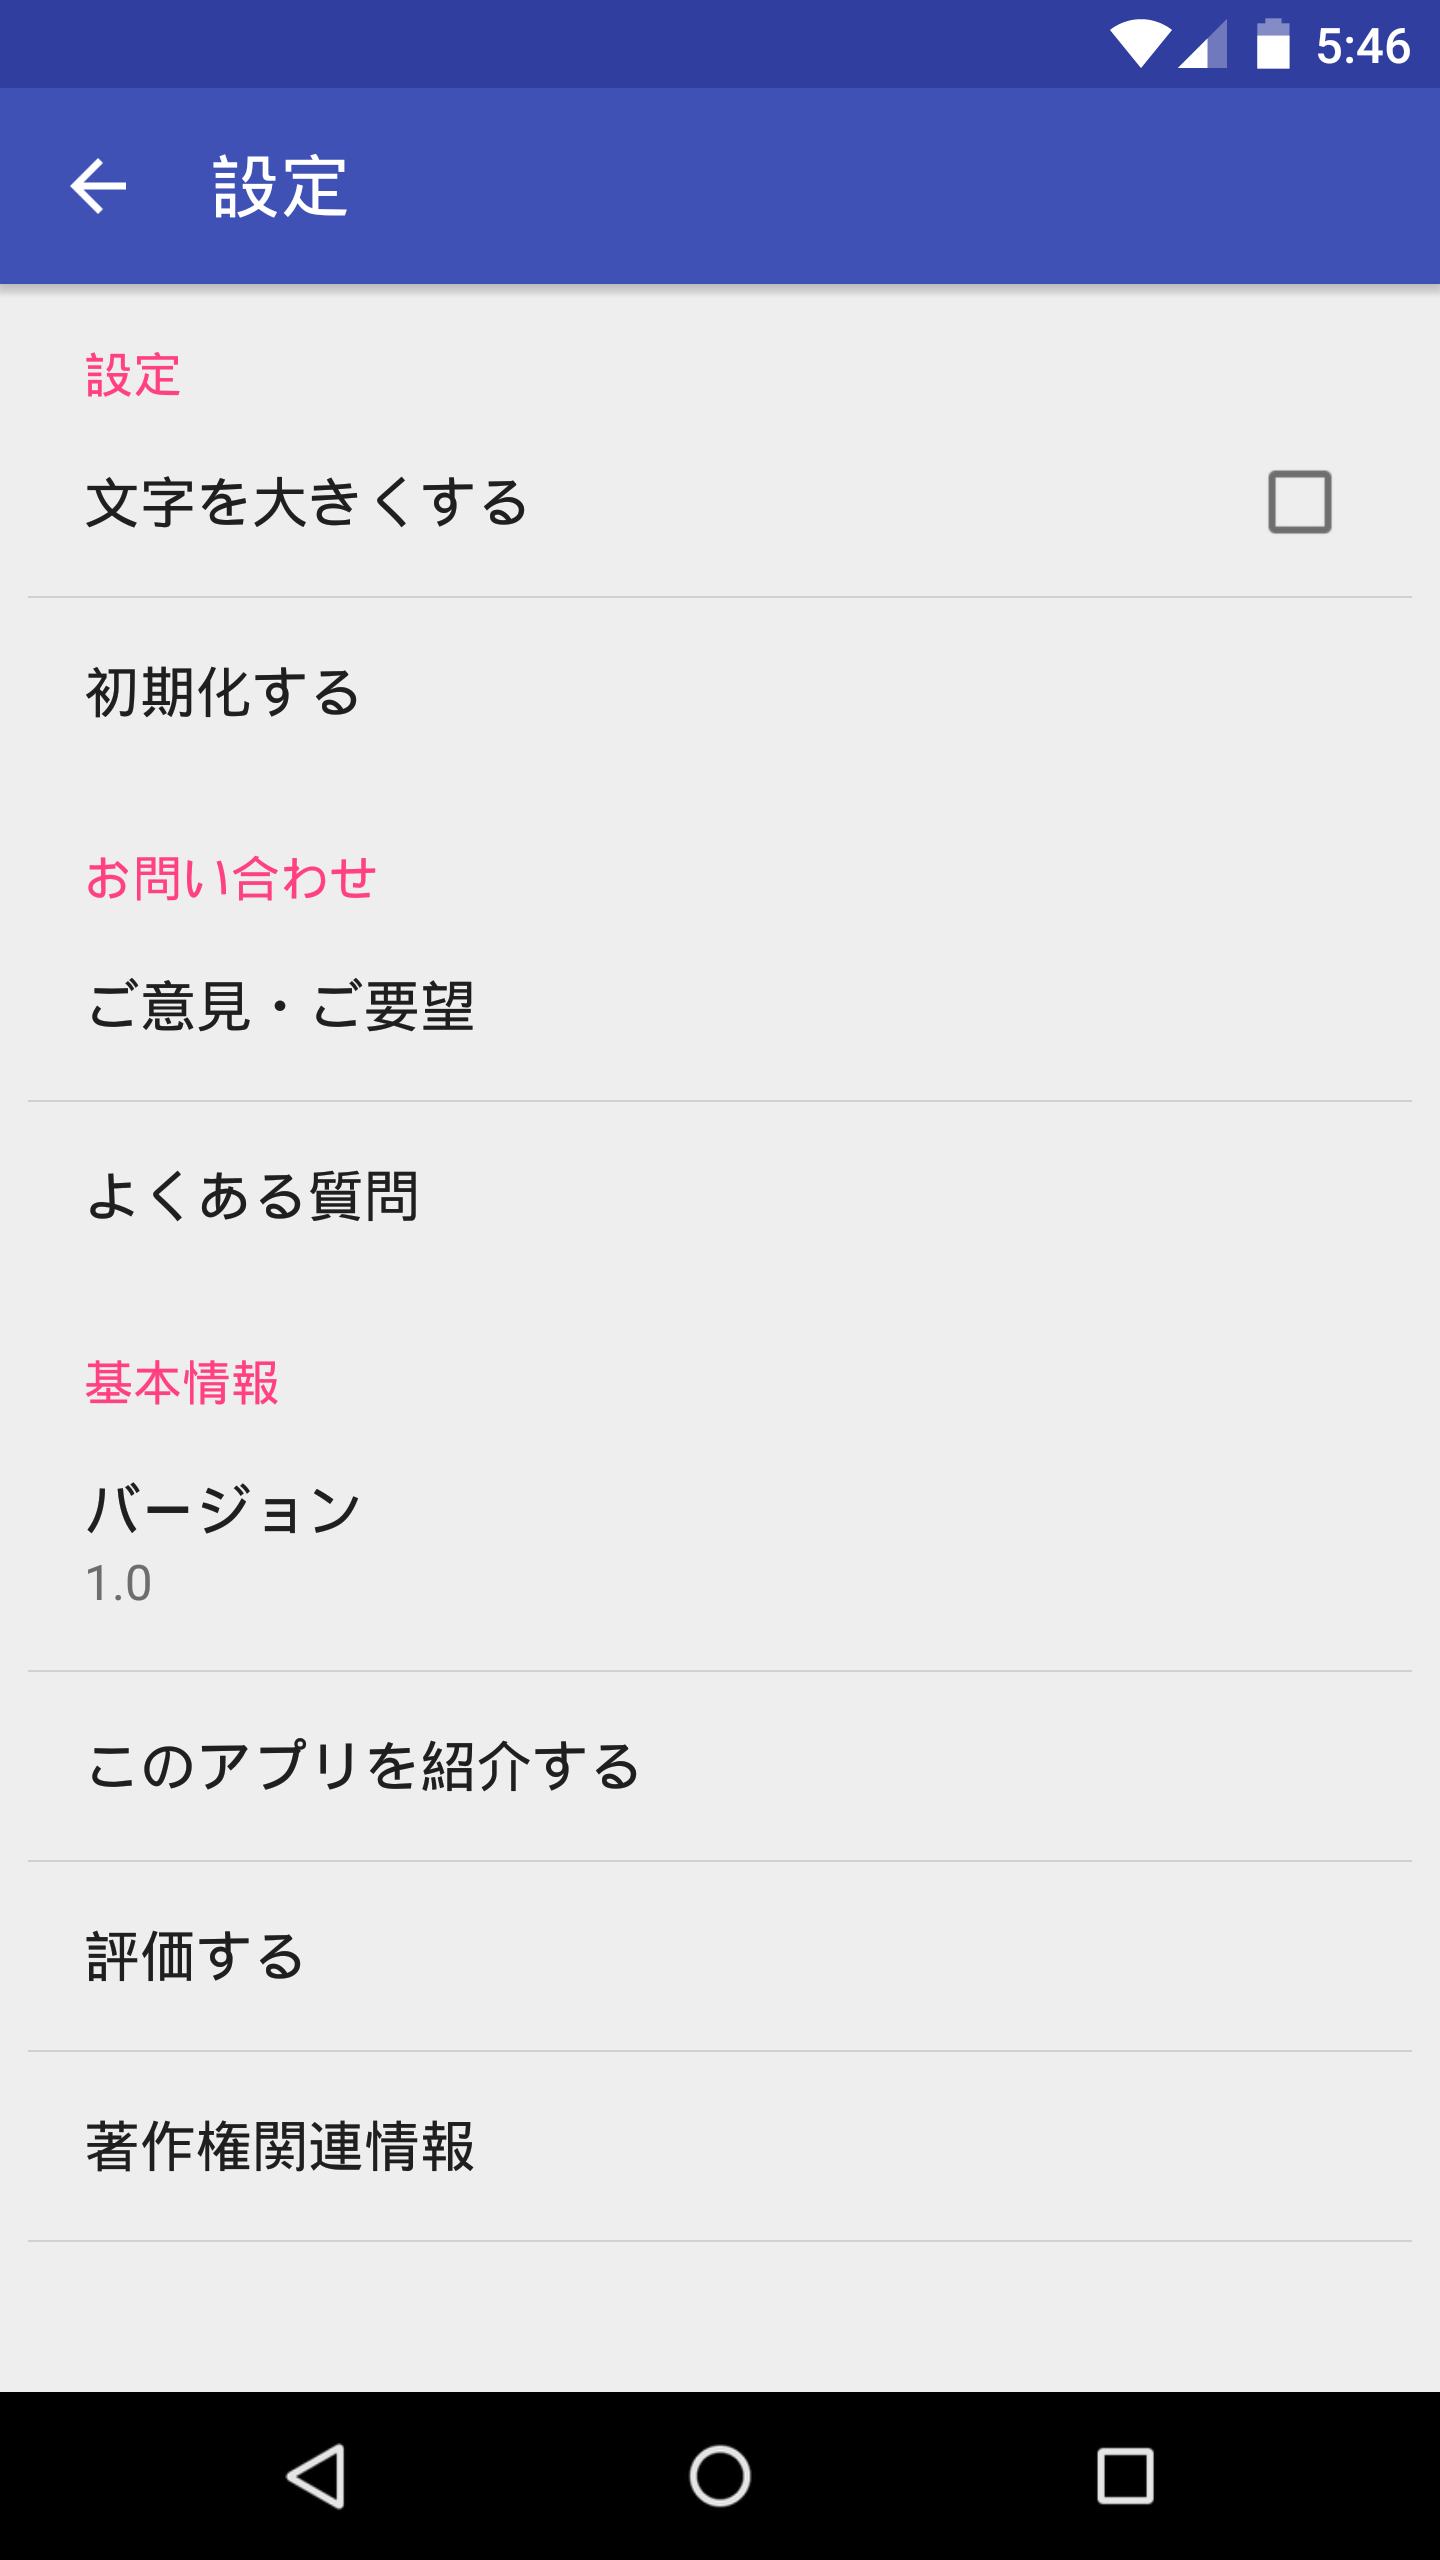 5:46
設定
設定
文字を大きくする
初期化する
お問い合わせ
ご意見・ご要望
よくある質問
基本情報
バージョン
1.0
このアプリを紹介する
評価する
著作権関連情報